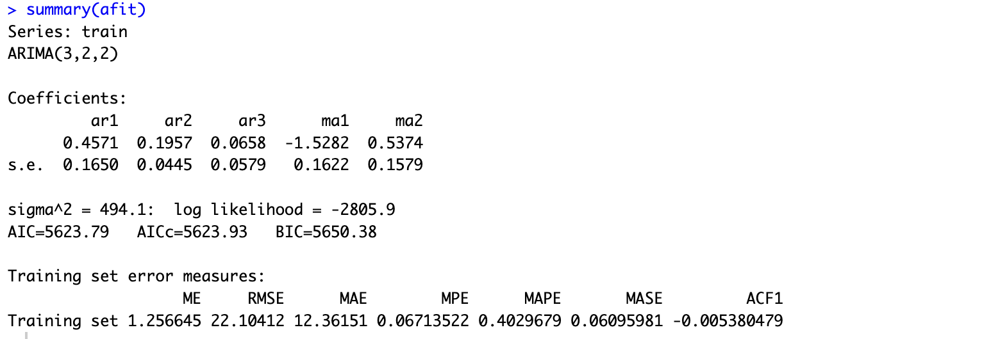 > summary(afit)
Series: train
ARIMA(3,2,2)
Coefficients:
ar1 ar2 ar3 ma1 ma2
0.4571 0.1957 0.0658 -1.5282 0.5374
s.e. 0.1650 0.0445 0.0579 0.1622 0.1579
sigma^2 = 494.1: log likelihood = -2805.9
AIC=5623.79 AICc=5623.93 BIC=5650.38
Training set error measures:
ME RMSE MAE MPE MAPE MASE ACF1
Training set 1.256645 22.10412 12.36151 0.06713522 0.4029679 0.06095981 -0.005380479